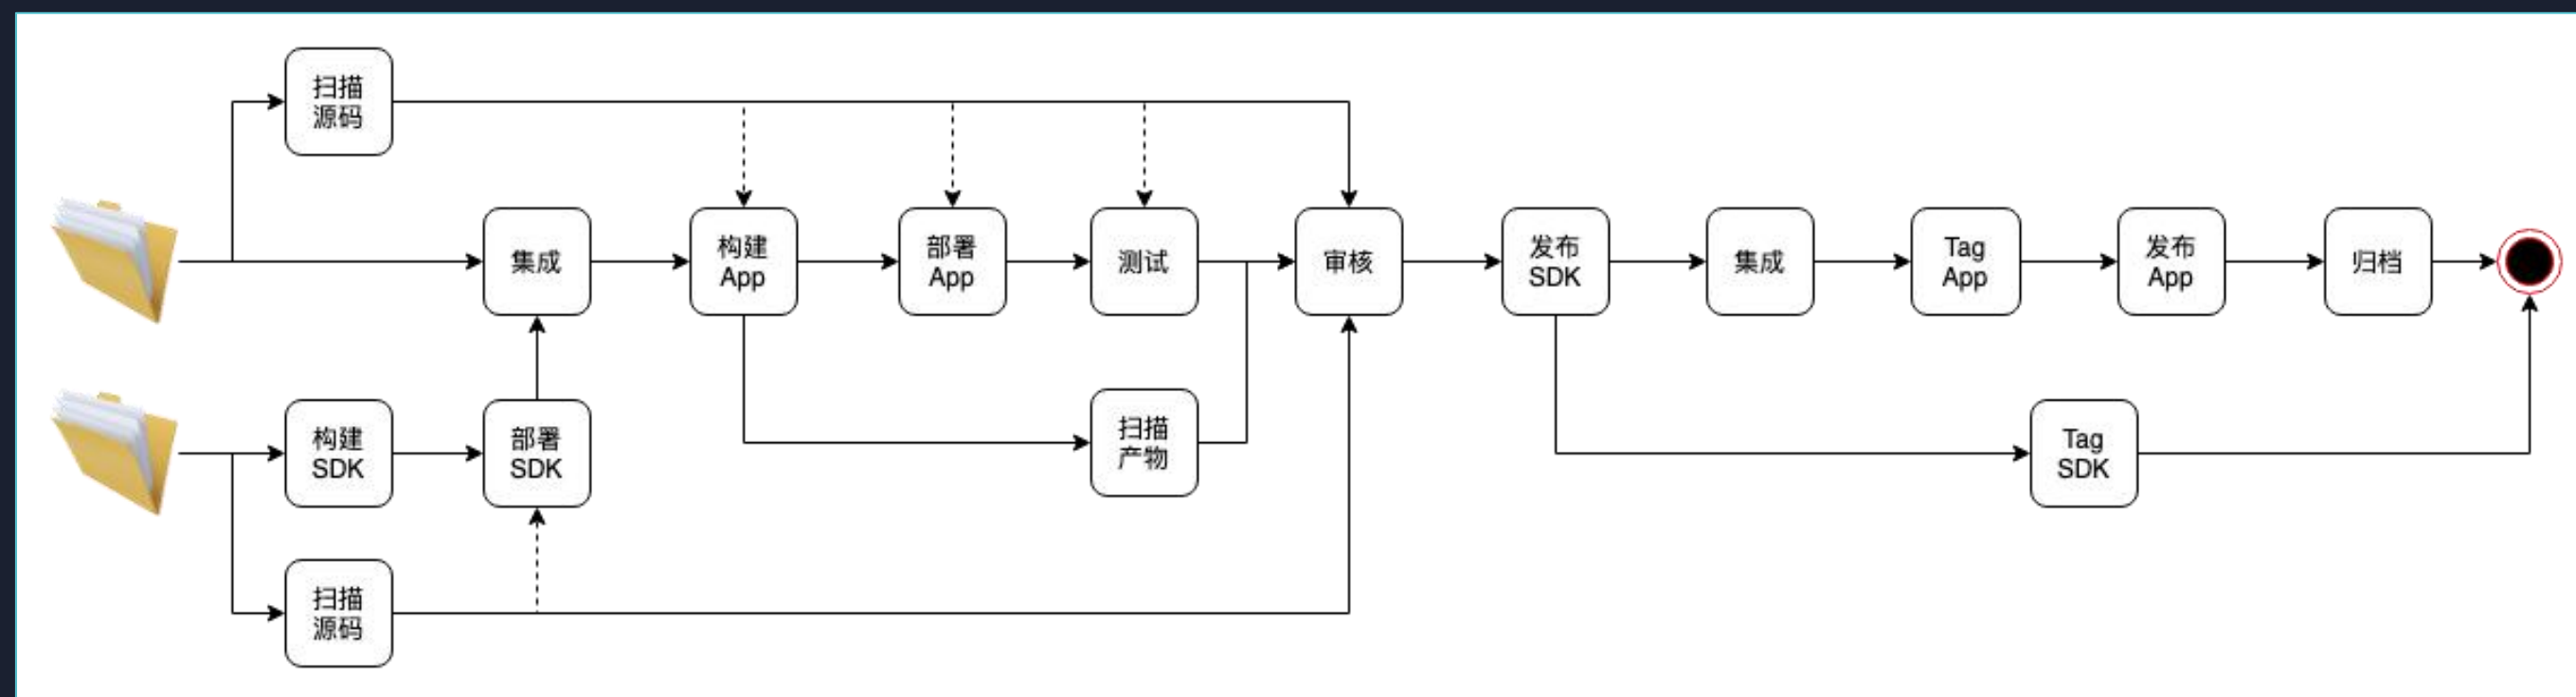 扫描
源码
集成
构建
App
部署
App
测试
审核
发布
SDK
集成
Tag
App
发布
App
归档
构建
SDK
部署
SDK
扫描
产物
Tag
SDK
扫描
源码